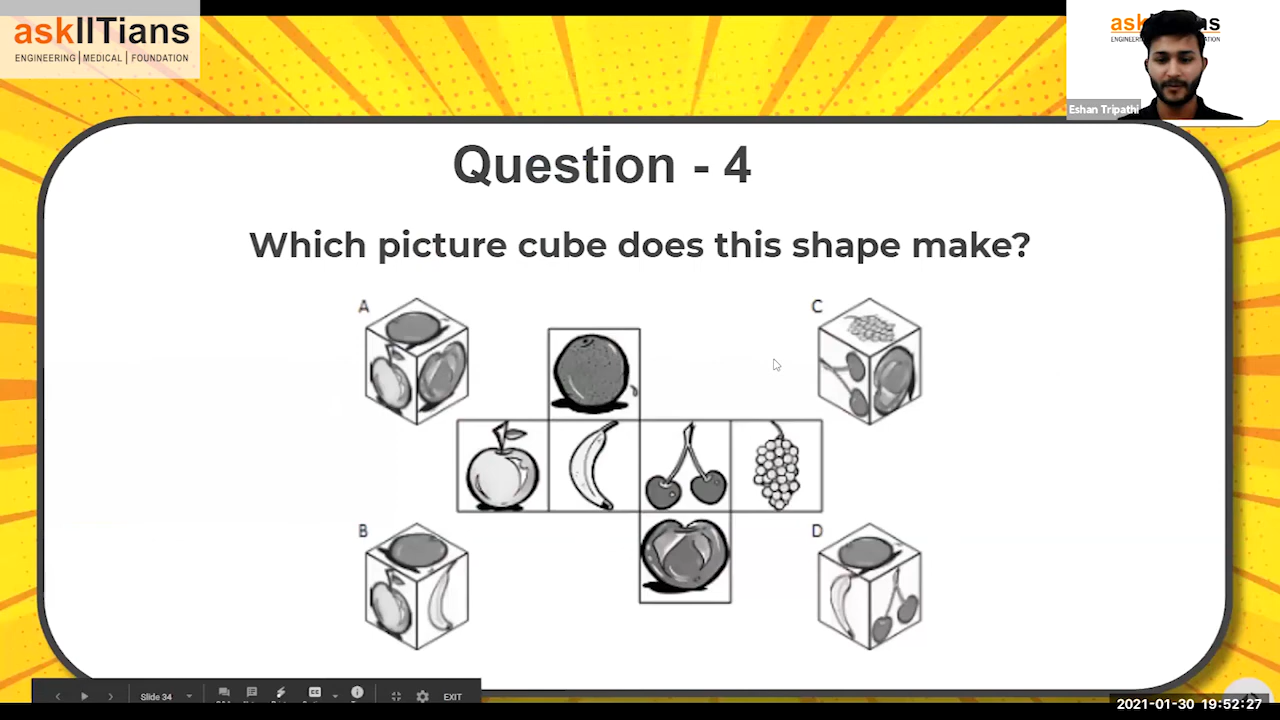 askIITians
ENGINEERING | MEDICAL | FOUNDATION
Eshan Tripathi
Question - 4
Which picture cube does this shape make?
A
C
B
D
Slide 34
EXIT
2021-01-30 19:52:27